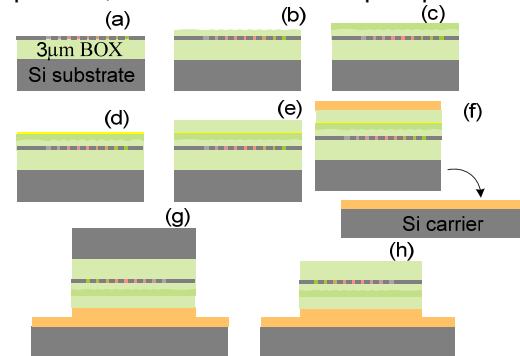 (a)
(b)
(c)
3μm BOX
Si substrate
(d)
(e)
(f)
Si carrier
(g)
(h)